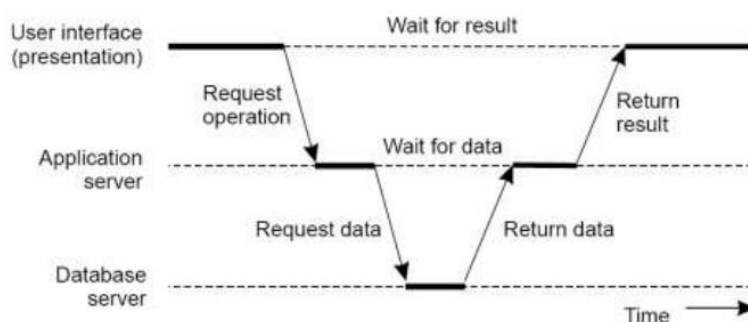 User interface
(presentation)
Wait for result
Request
operation
Return
result
Application
server
Wait for data
Request data
Return data
Database
server
Time